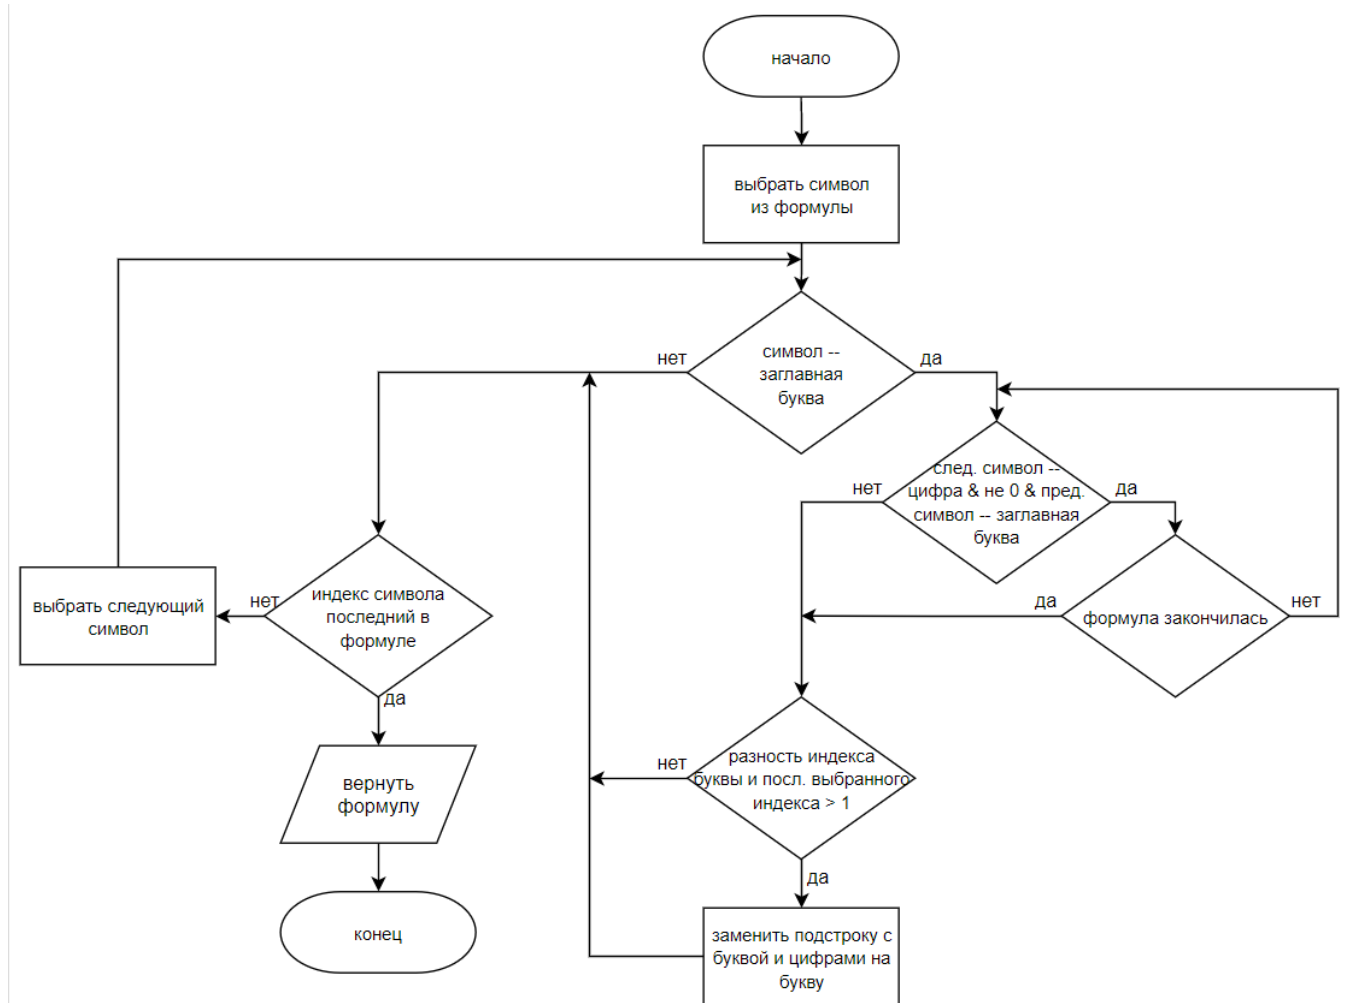 начало
выбрать символ
из формулы
нет
символ --
заглавная
буква
да
след. символ --
цифра & не 0 & пред.
символ -- заглавная
буква
нет
да
выбрать следующий
символ
нет
индекс символа
последний в
формуле
да
да
формула закончилась
нет
вернуть
формулу
нет
разность индекса
буквы и посл. выбранного
индекса > 1
да
конец
заменить подстроку с
буквой и цифрами на
букву